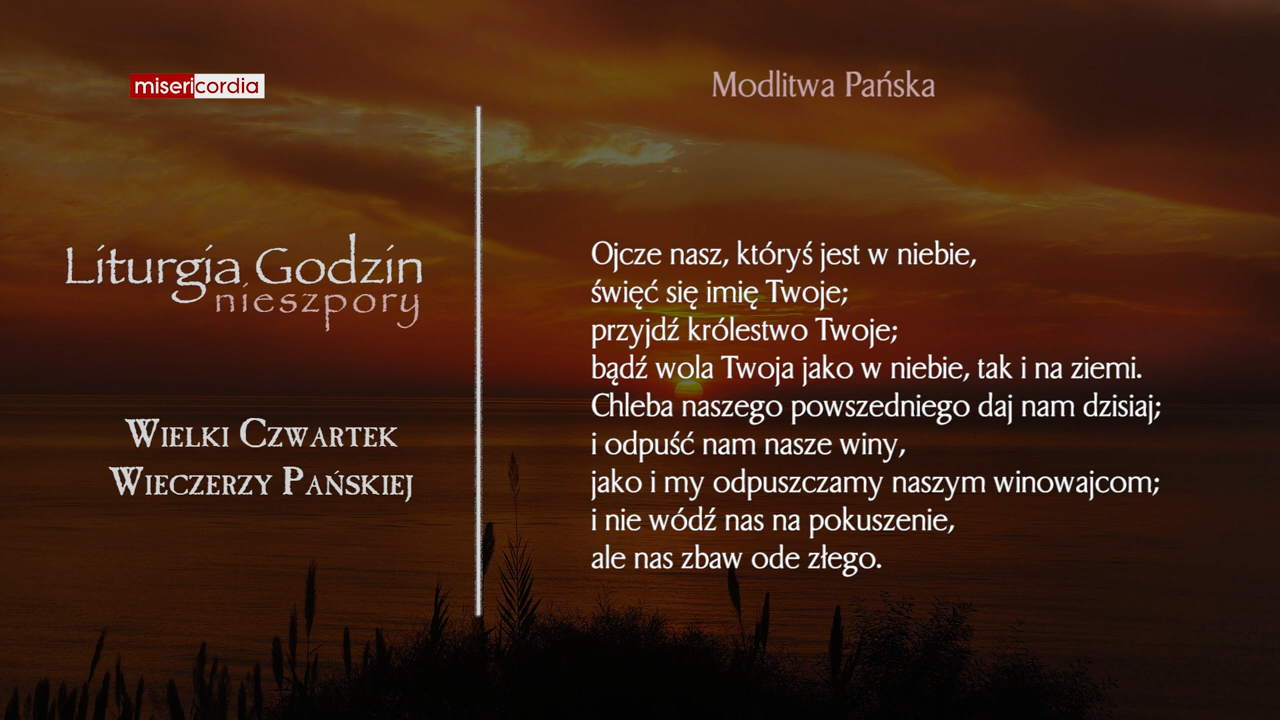 misericordia
Liturgia Godzin
nieszpory
Wielki Czwartek
Wieczerzy Pańskiej
Modlitwa Pańska
Ojcze nasz, któryś jest w niebie,
święć się imię Twoje;
przyjdź królestwo Twoje;
bądź wola Twoja jako w niebie, tak i na ziemi.
Chleba naszego powszedniego daj nam dzisiaj;
i odpuść nam nasze winy,
jako i my odpuszczamy naszym winowajcom;
i nie wódź nas na pokuszenie,
ale nas zbaw ode złego.